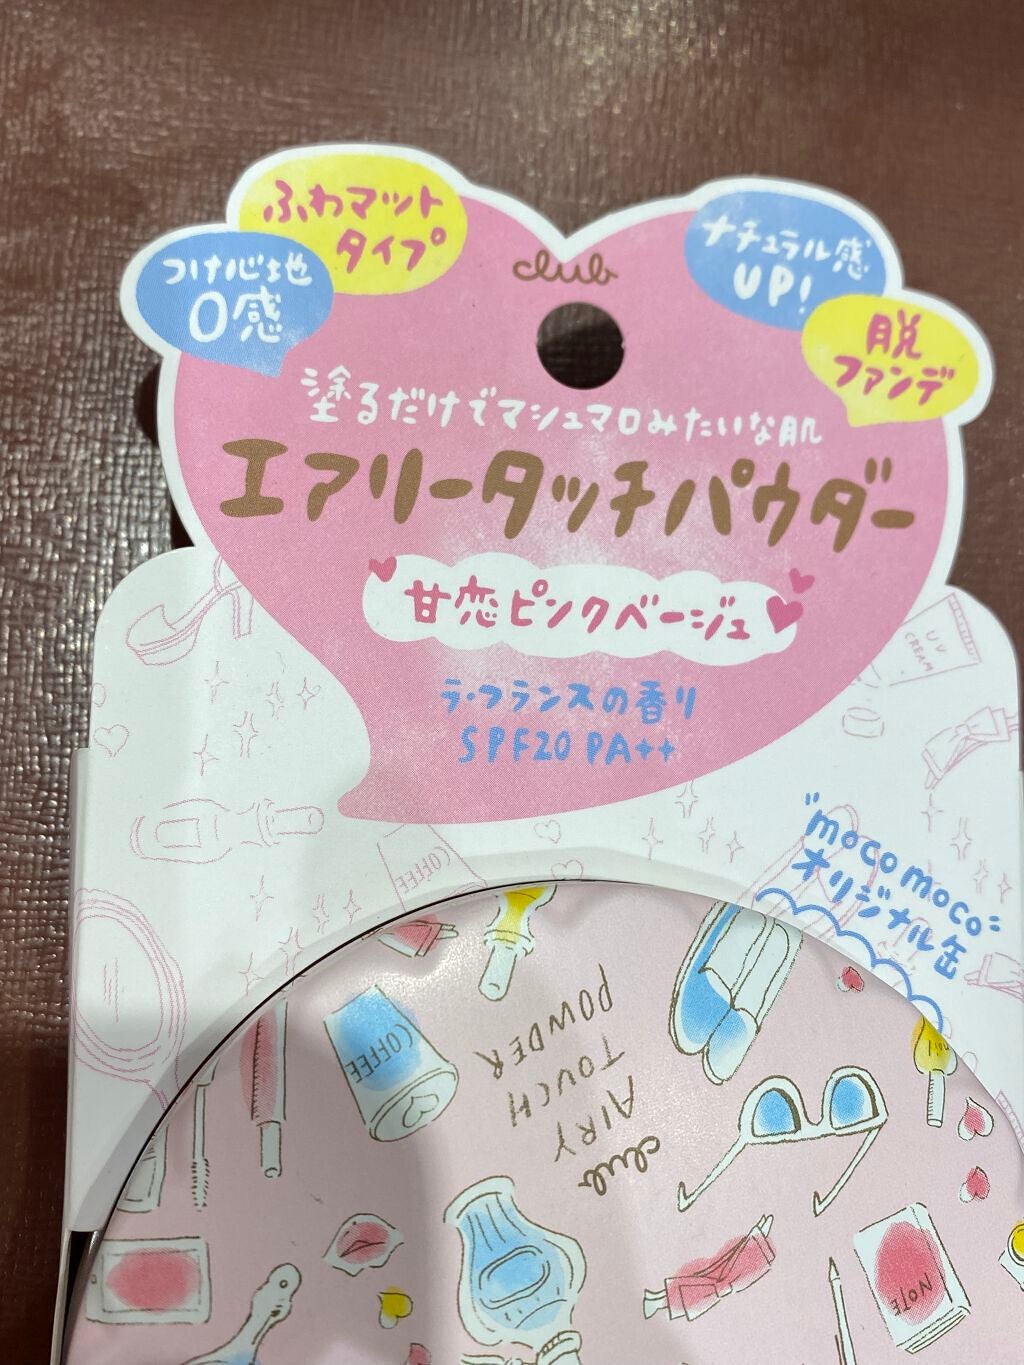 ふわマット
タイプ
つけ心地
0感
club
ナチュラル感
UP!
脱
ファンデ
塗るだけでマシュマロみたいな肌
エアリータッチパウダー
甘恋ピンクベージュ
ラ・フランスの香り
SPF20 PA++
UV
CREAM
COFFEE
"mocomoco"
オリジナル缶
COFFEE
club
AIRY
TOUCH
POWDER
nail
NOTE